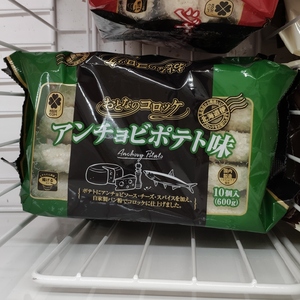 おとなのコロッケ
アンチョビポテト味
Anchovy Potato
ポテトにアンチョビソース・チーズ・スパイスを加え、
自家製パン粉でコロッケに仕上げました。
10個入
(600g)